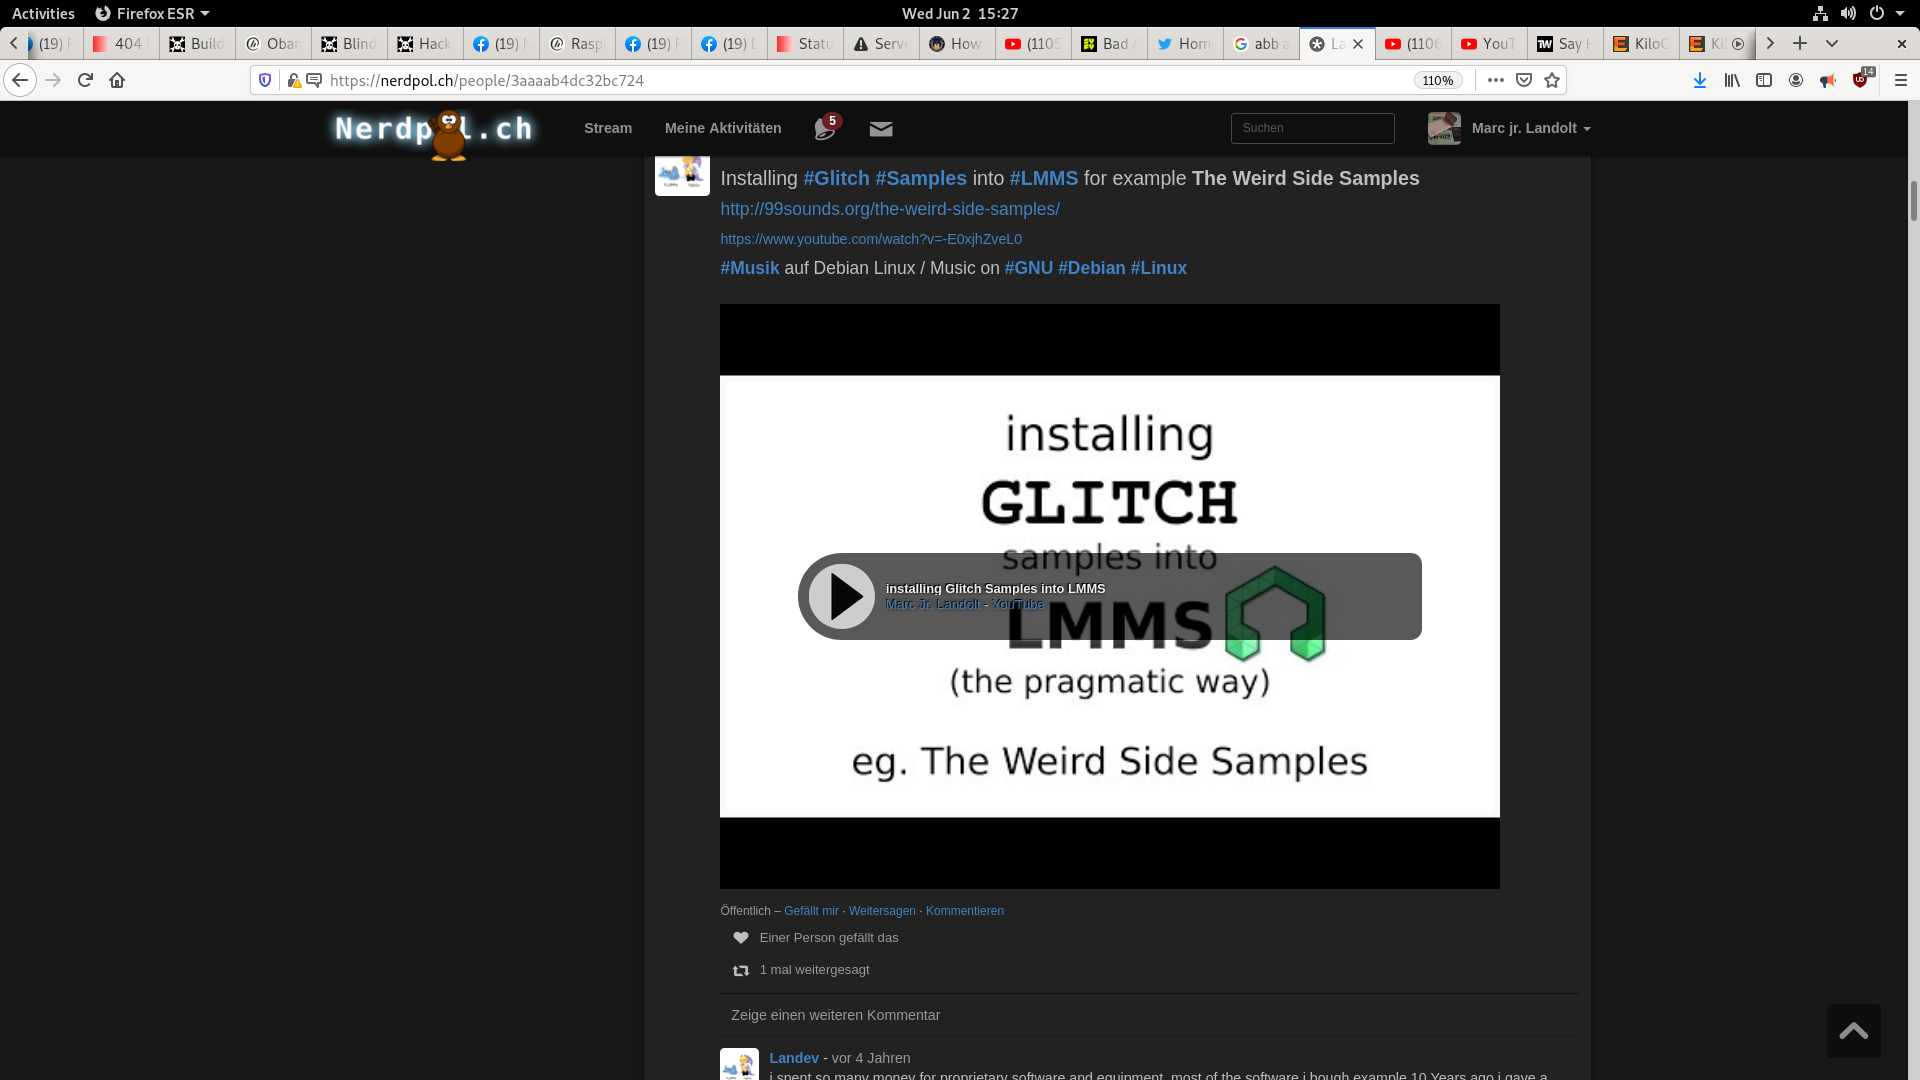 Activities
Firefox ESR
Wed Jun 2 15:27
(19)
404
Build
Obam
Blind
Hack
(19)
Rasp
(19)
(19)
Statu
Serve
How
(1105
Bad
Hom
abb a
La
(1106
YouT
Say
KiloC
Kil
https://nerdpol.ch/people/3aaaab4dc32bc724
110%
14
Nerdpol.ch
Stream
Meine Aktivitäten
5
Suchen
Marc jr. Landolt
Installing #Glitch #Samples into #LMMS for example The Weird Side Samples
http://99sounds.org/the-weird-side-samples/
https://www.youtube.com/watch?v=-E0xjhZveL0
#Musik auf Debian Linux / Music on #GNU #Debian #Linux
installing
GLITCH
samples into
installing Glitch Samples into LMMS
Marc Jr. Landolt - YouTube
LMMS
(the pragmatic way)
eg. The Weird Side Samples
Öffentlich – Gefällt mir · Weitersagen · Kommentieren
Einer Person gefällt das
1 mal weitergesagt
Zeige einen weiteren Kommentar
Landev - vor 4 Jahren
i spent so many money for proprietary software and equipment, most of the software i bough example 10 Years ago i gave a